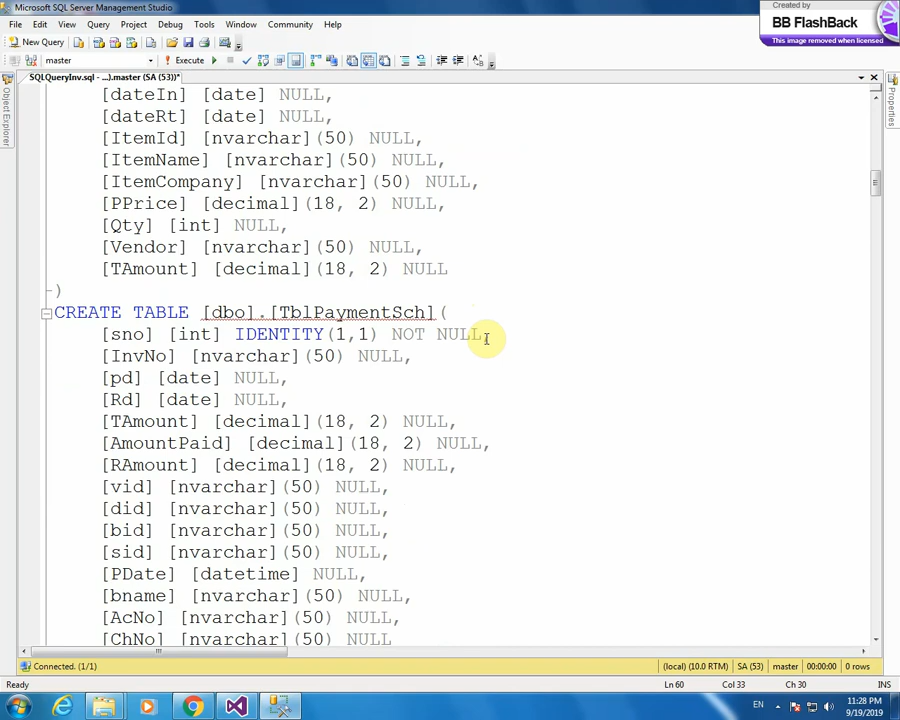 Microsoft SQL Server Management Studio
File Edit View Query Project Debug Tools Window Community Help
New Query
master Execute
SQLQueryInv.sql - ...).master (SA (53))*
Object Explorer
Properties
[dateIn] [date] NULL,
[dateRt] [date] NULL,
[ItemId] [nvarchar](50) NULL,
[ItemName] [nvarchar](50) NULL,
[ItemCompany] [nvarchar](50) NULL,
[PPrice] [decimal](18, 2) NULL,
[Qty] [int] NULL,
[Vendor] [nvarchar](50) NULL,
[TAmount] [decimal](18, 2) NULL
)
CREATE TABLE [dbo].[TblPaymentSch](
[sno] [int] IDENTITY(1,1) NOT NULL,
[InvNo] [nvarchar](50) NULL,
[pd] [date] NULL,
[Rd] [date] NULL,
[TAmount] [decimal](18, 2) NULL,
[AmountPaid] [decimal](18, 2) NULL,
[RAmount] [decimal](18, 2) NULL,
[vid] [nvarchar](50) NULL,
[did] [nvarchar](50) NULL,
[bid] [nvarchar](50) NULL,
[sid] [nvarchar](50) NULL,
[PDate] [datetime] NULL,
[bname] [nvarchar](50) NULL,
[AcNo] [nvarchar](50) NULL,
[ChNo] [nvarchar](50) NULL
Connected. (1/1) (local) (10.0 RTM) SA (53) master 00:00:00 0 rows
Ready Ln 60 Col 33 Ch 30 INS
EN 11:28 PM
9/19/2019
Created by
BB FlashBack
This image removed when licensed